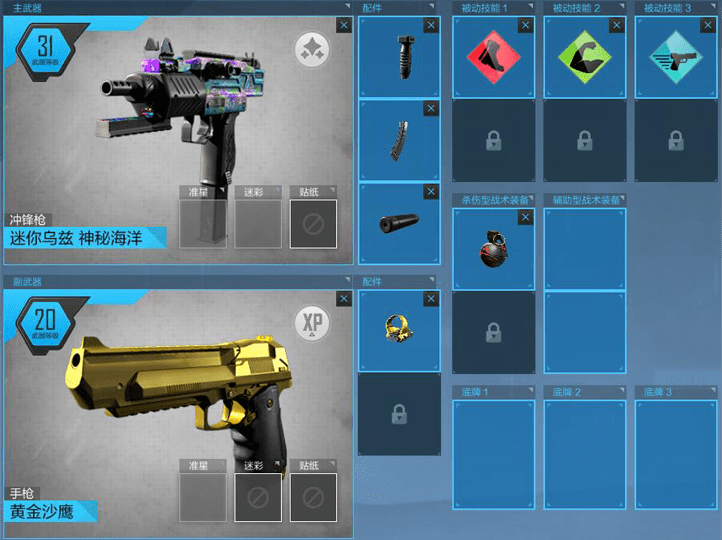 主武器
31
武器等级
准星
迷彩
贴纸
冲锋枪
迷你乌兹 神秘海洋
配件
被动技能 1
被动技能 2
被动技能 3
杀伤型战术装备
辅助型战术装备
副武器
20
武器等级
XP
准星
迷彩
贴纸
手枪
黄金沙鹰
配件
底牌 1
底牌 2
底牌 3